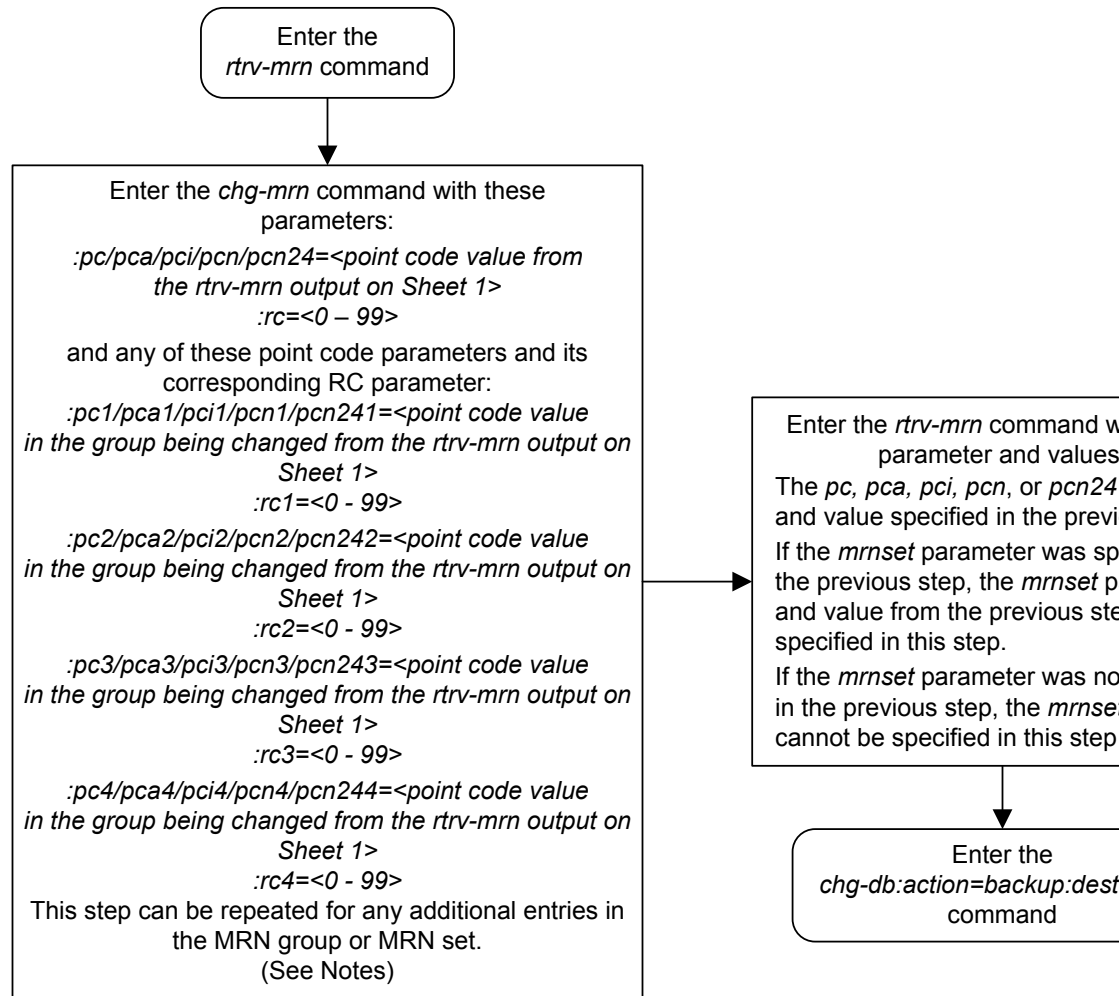 Enter the
rtrv-mrn command
Enter the chg-mrn command with these
parameters:
:pc/pca/pci/pcn/pcn24=<point code value from
the rtrv-mrn output on Sheet 1>
:rc=<0 – 99>
and any of these point code parameters and its
corresponding RC parameter:
:pc1/pca1/pci1/pcn1/pcn241=<point code value
in the group being changed from the rtrv-mrn output on
Sheet 1>
:rc1=<0 - 99>
:pc2/pca2/pci2/pcn2/pcn242=<point code value
in the group being changed from the rtrv-mrn output on
Sheet 1>
:rc2=<0 - 99>
:pc3/pca3/pci3/pcn3/pcn243=<point code value
in the group being changed from the rtrv-mrn output on
Sheet 1>
:rc3=<0 - 99>
:pc4/pca4/pci4/pcn4/pcn244=<point code value
in the group being changed from the rtrv-mrn output on
Sheet 1>
:rc4=<0 - 99>
This step can be repeated for any additional entries in
the MRN group or MRN set.
(See Notes)
Enter the rtrv-mrn command
parameter and values
The pc, pca, pci, pcn, or pcn24
and value specified in the
If the mrnset parameter was
the previous step, the mrnset
and value from the previous
specified in this step.
If the mrnset parameter was
in the previous step, the
cannot be specified in this step
Enter the
chg-db:action=backup:dest
command